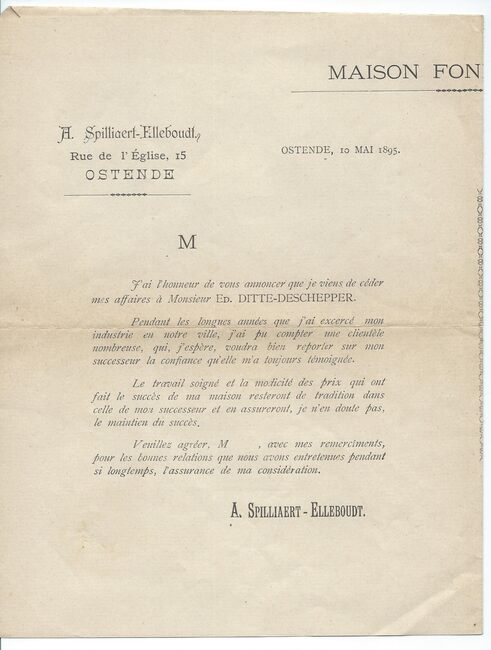 MAISON FON
A. Spilliaert-Elleboudt,
Rue de l'Église, 15
OSTENDE
OSTENDE, 10 MAI 1895.
M
J'ai l'honneur de vous annoncer que je viens de céder
mes affaires à Monsieur ED. DITTE-DESCHEPPER.
Pendant les longues années que j'ai excercé mon
industrie en notre ville, j'ai pu compter une clientèle
nombreuse, qui, j'espère, voudra bien reporter sur mon
successeur la confiance qu'elle m'a toujours témoignée.
Le travail soigné et la modicité des prix qui ont
fait le succès de ma maison resteront de tradition dans
celle de mon successeur et en assureront, je n'en doute pas,
le maintien du succès.
Veuillez agréer, M , avec mes remerciments,
pour les bonnes relations que nous avons entretenues pendant
si longtemps, l'assurance de ma considération.
A. SPILLIAERT - ELLEBOUDT.